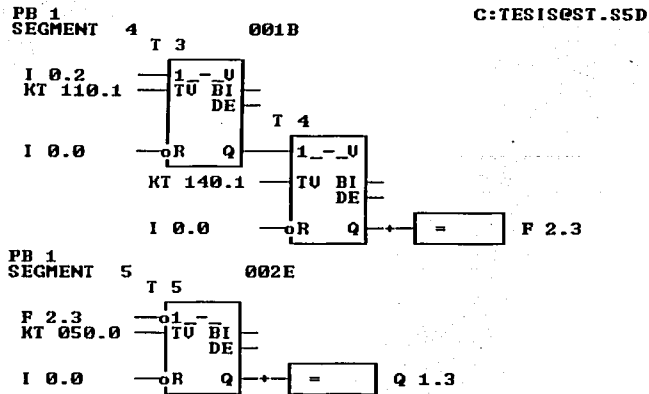 PB 1 C:TESIS@ST.S5D
SEGMENT 4 001B
T 3
I 0.2 1_-_V
KT 110.1 TV BI
DE
T 4
I 0.0 R Q 1_-_V
KT 140.1 TV BI
DE
I 0.0 R Q = F 2.3
PB 1
SEGMENT 5 002E
T 5
F 2.3 1_-_
KT 050.0 TV BI
DE
I 0.0 R Q = Q 1.3